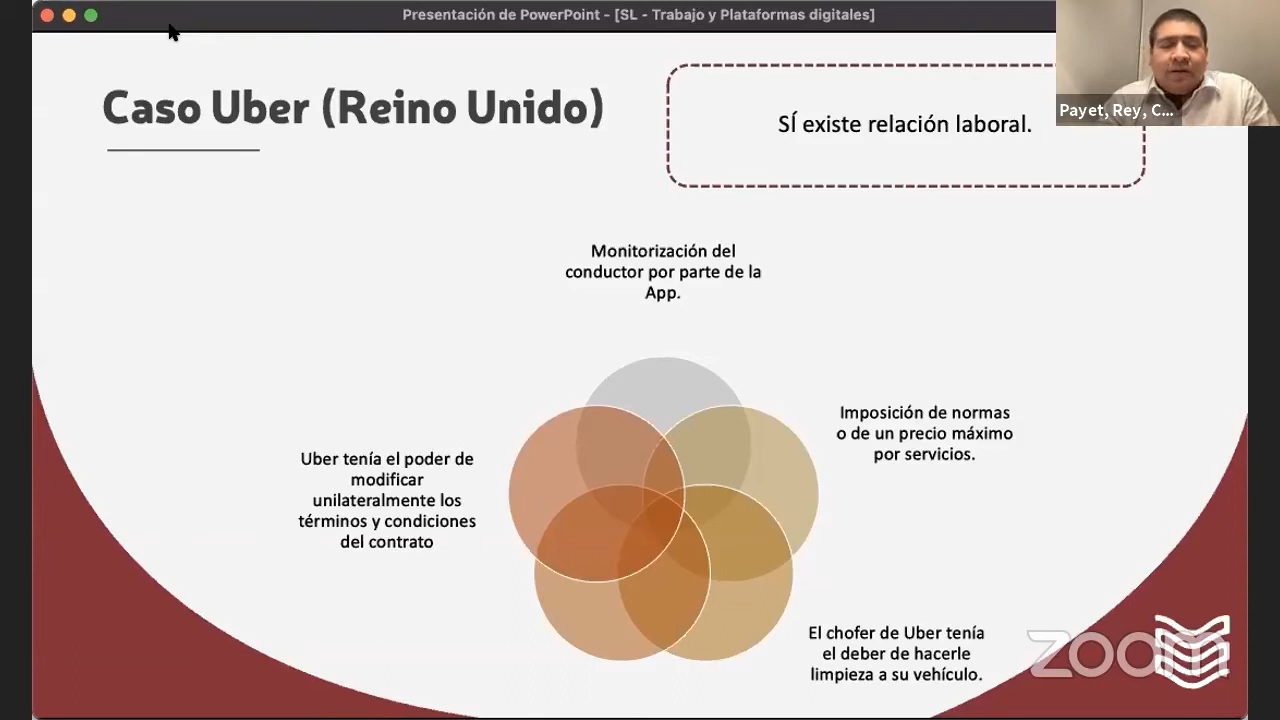 Presentación de PowerPoint - [SL - Trabajo y Plataformas digitales]
Caso Uber (Reino Unido)
SÍ existe relación laboral.
Payet, Rey, C...
Monitorización del
conductor por parte de la
App.
Imposición de normas
o de un precio máximo
por servicios.
Uber tenía el poder de
modificar
unilateralmente los
términos y condiciones
del contrato
El chofer de Uber tenía
el deber de hacerle
limpieza a su vehículo.
zoom